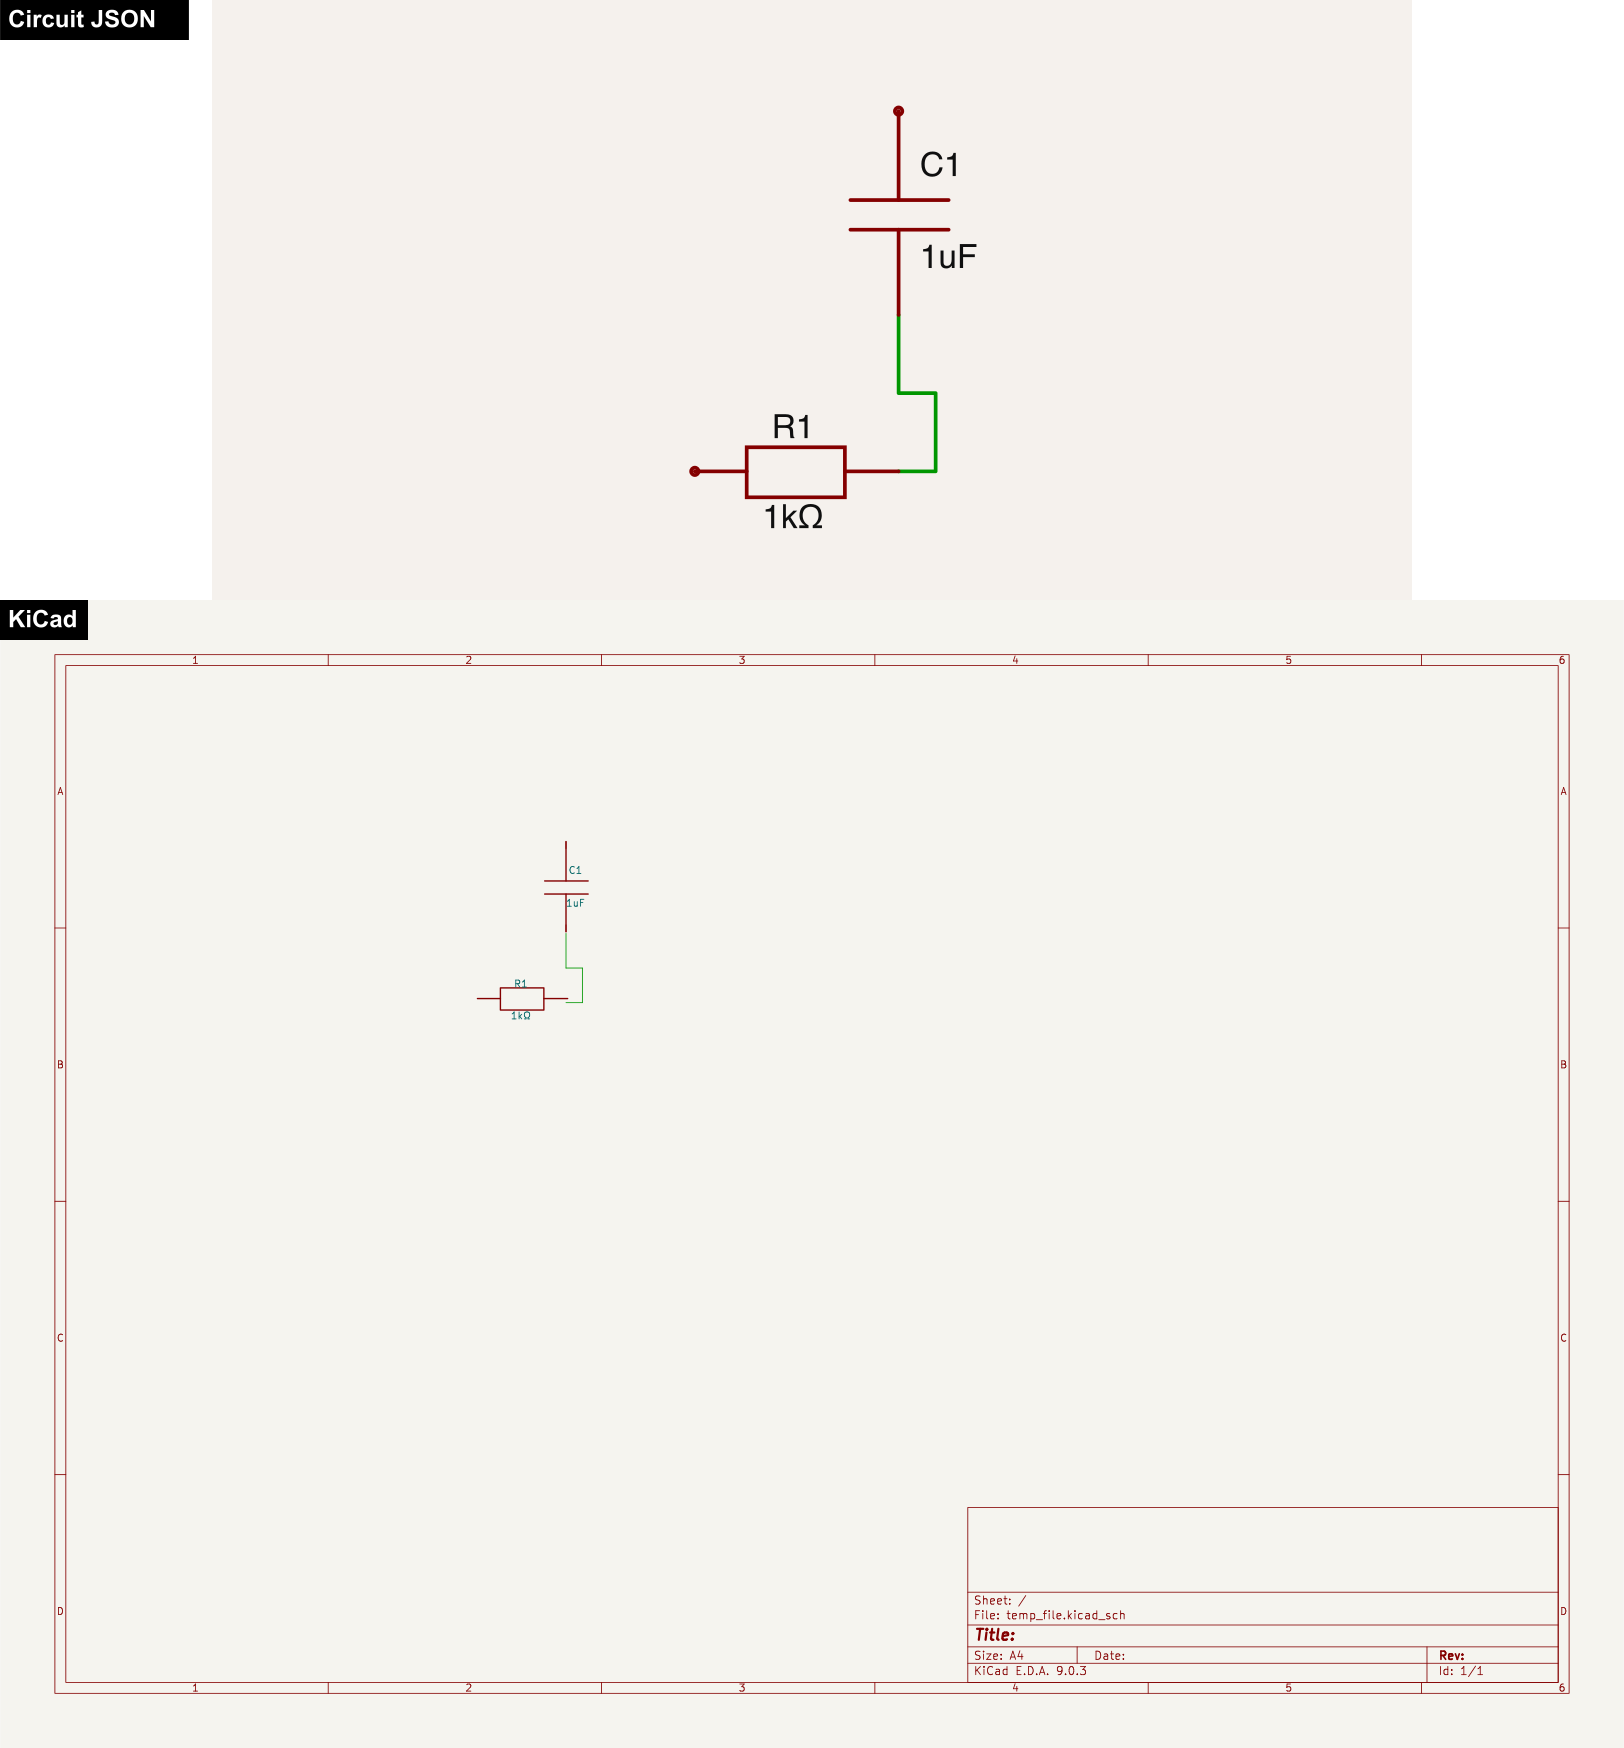 Circuit JSON
C1
1uF
R1
1kΩ
KiCad
1 2 3 4 5 6
A A
C1
1uF
R1
1kΩ
B B
C C
D D
Sheet: /
File: temp_file.kicad_sch
Title:
Size: A4 Date: Rev:
KiCad E.D.A. 9.0.3 Id: 1/1
1 2 3 4 5 6